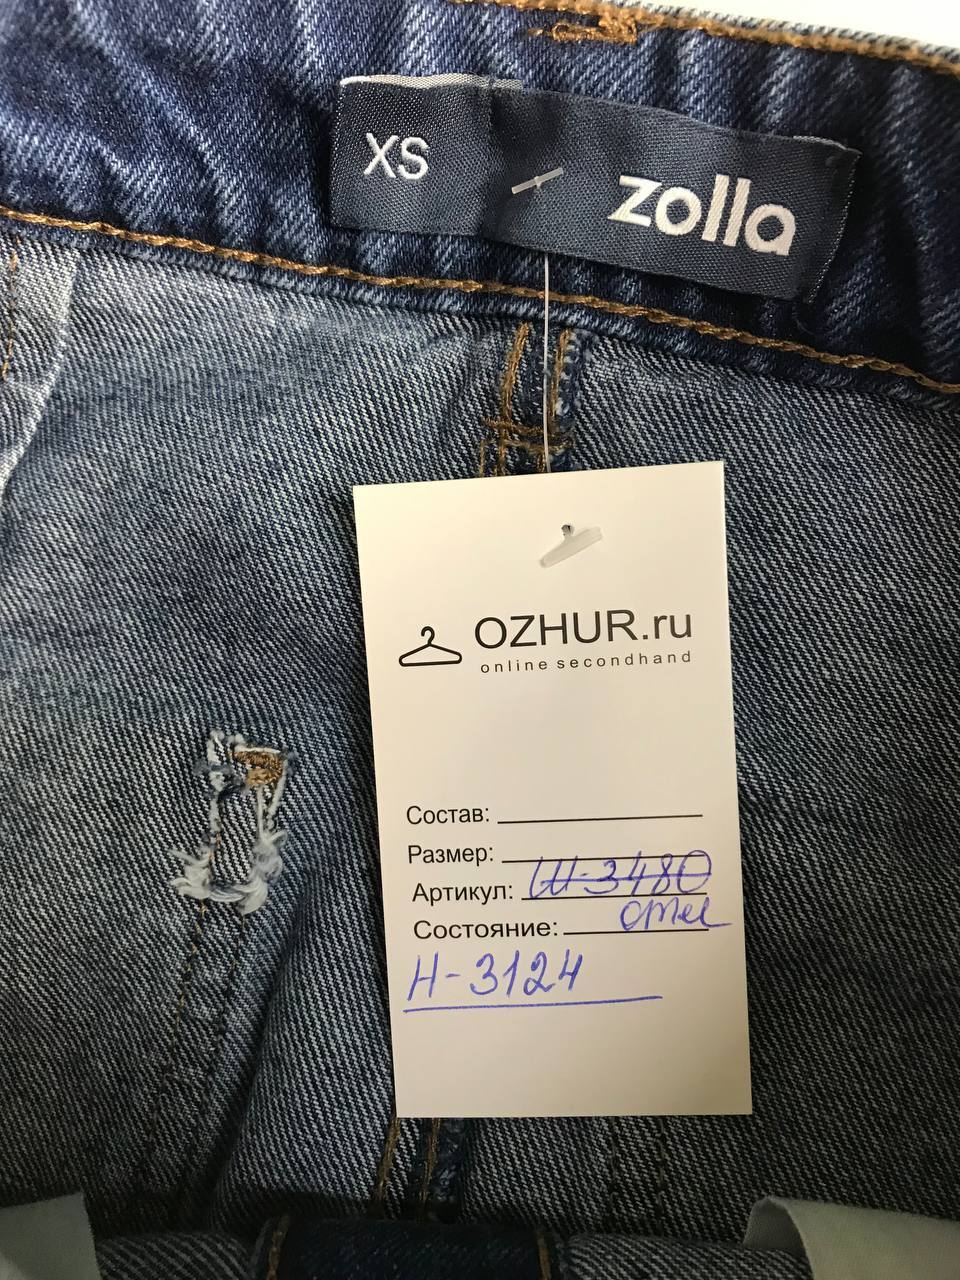 XS
zolla
OZHUR.ru
online secondhand
Состав:
Размер:
Артикул: Ш-3480
Состояние: отл
Н-3124